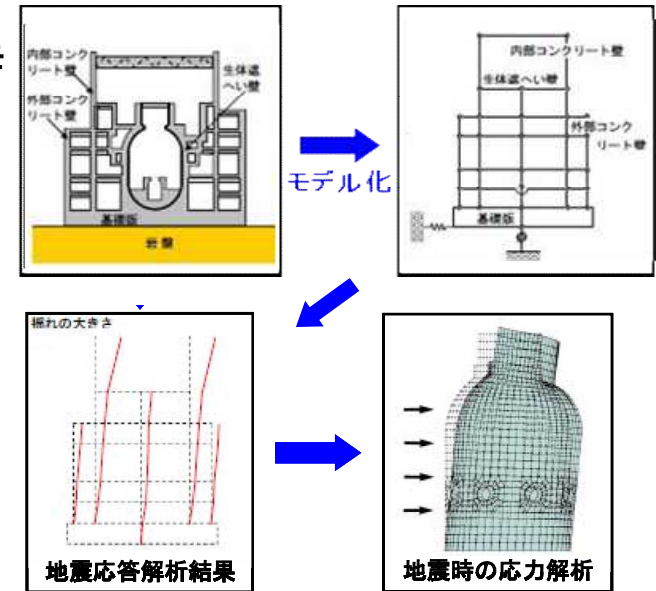 内部コンク
リート壁
生体遮
へい壁
外部コンク
リート壁
基礎版
岩盤
モデル化
内部コンクリート壁
生体遮へい壁
外部コンク
リート壁
基礎版
揺れの大きさ
地震応答解析結果
地震時の応力解析